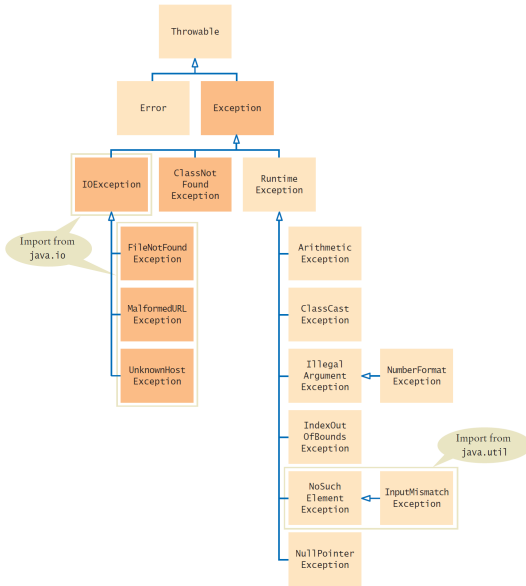 Throwable
Error
Exception
IOException
ClassNot
Found
Exception
Runtime
Exception
Import from
java.io
FileNotFound
Exception
MalformedURL
Exception
UnknownHost
Exception
Arithmetic
Exception
ClassCast
Exception
Illegal
Argument
Exception
NumberFormat
Exception
IndexOut
OfBounds
Exception
Import from
java.util
NoSuch
Element
Exception
InputMismatch
Exception
NullPointer
Exception